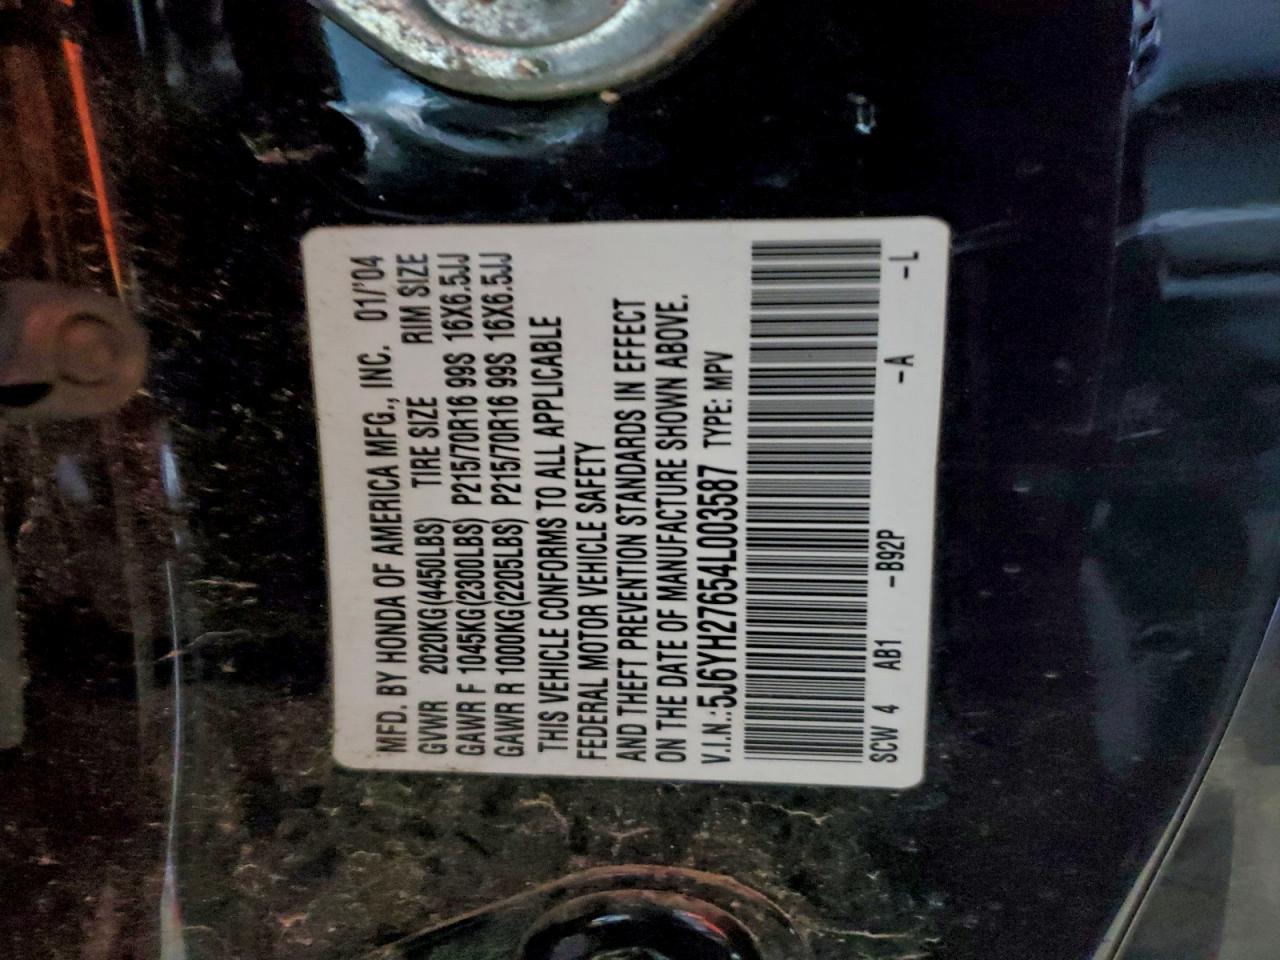 MFD. BY HONDA OF AMERICA MFG., INC. 01/'04
GVWR 2020KG(4450LBS) TIRE SIZE RIM SIZE
GAWR F 1045KG(2300LBS) P215/70R16 99S 16X6.5JJ
GAWR R 1000KG(2205LBS) P215/70R16 99S 16X6.5JJ
THIS VEHICLE CONFORMS TO ALL APPLICABLE
FEDERAL MOTOR VEHICLE SAFETY
AND THEFT PREVENTION STANDARDS IN EFFECT
ON THE DATE OF MANUFACTURE SHOWN ABOVE.
V.I.N.:5J6YH27654L003587 TYPE: MPV
SCW 4 AB1 -B92P -A -L